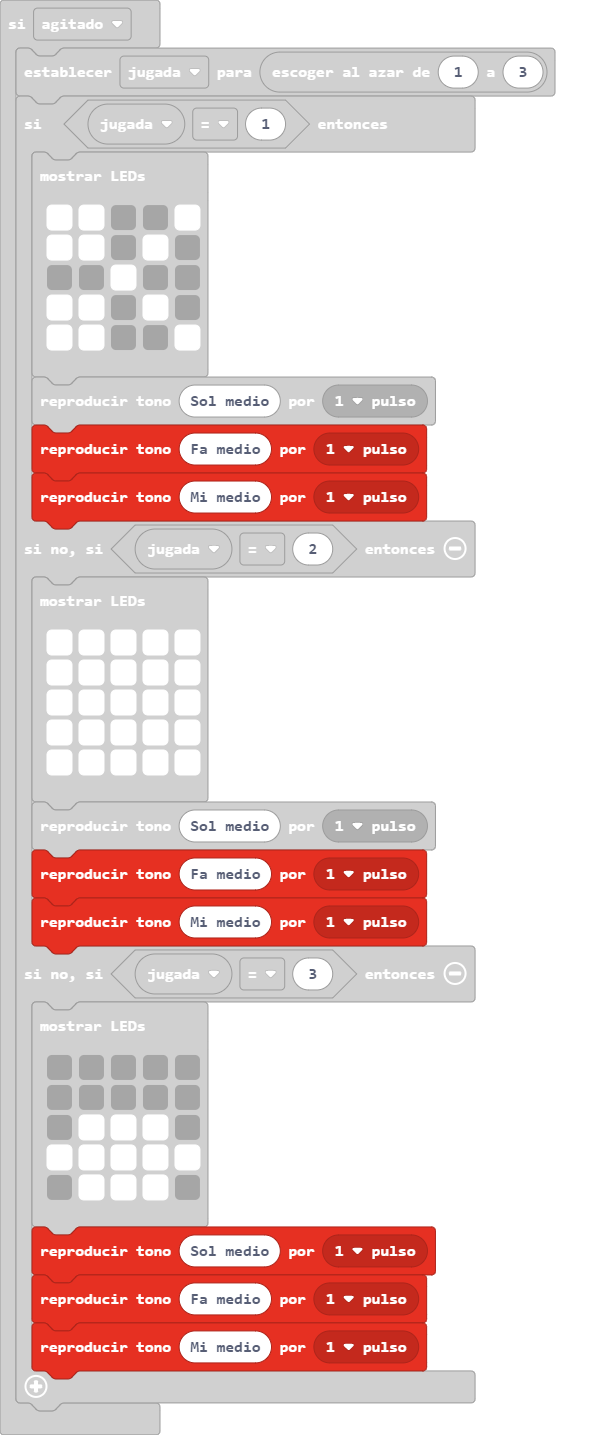 si agitado
establecer jugada para escoger al azar de 1 a 3
si jugada = 1 entonces
mostrar LEDs
reproducir tono Sol medio por 1 pulso
reproducir tono Fa medio por 1 pulso
reproducir tono Mi medio por 1 pulso
si no, si jugada = 2 entonces
mostrar LEDs
reproducir tono Sol medio por 1 pulso
reproducir tono Fa medio por 1 pulso
reproducir tono Mi medio por 1 pulso
si no, si jugada = 3 entonces
mostrar LEDs
reproducir tono Sol medio por 1 pulso
reproducir tono Fa medio por 1 pulso
reproducir tono Mi medio por 1 pulso